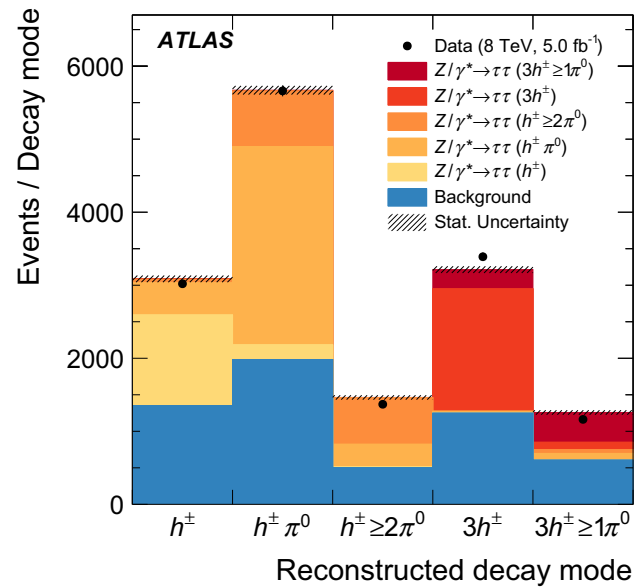 ATLAS
Data (8 TeV, 5.0 fb⁻¹)
Z/γ*→ττ (3h±≥1π⁰)
Z/γ*→ττ (3h±)
Z/γ*→ττ (h±≥2π⁰)
Z/γ*→ττ (h± π⁰)
Z/γ*→ττ (h±)
Background
Stat. Uncertainty
Events / Decay mode
6000
4000
2000
0
h± h± π⁰ h±≥2π⁰ 3h± 3h±≥1π⁰
Reconstructed decay mode